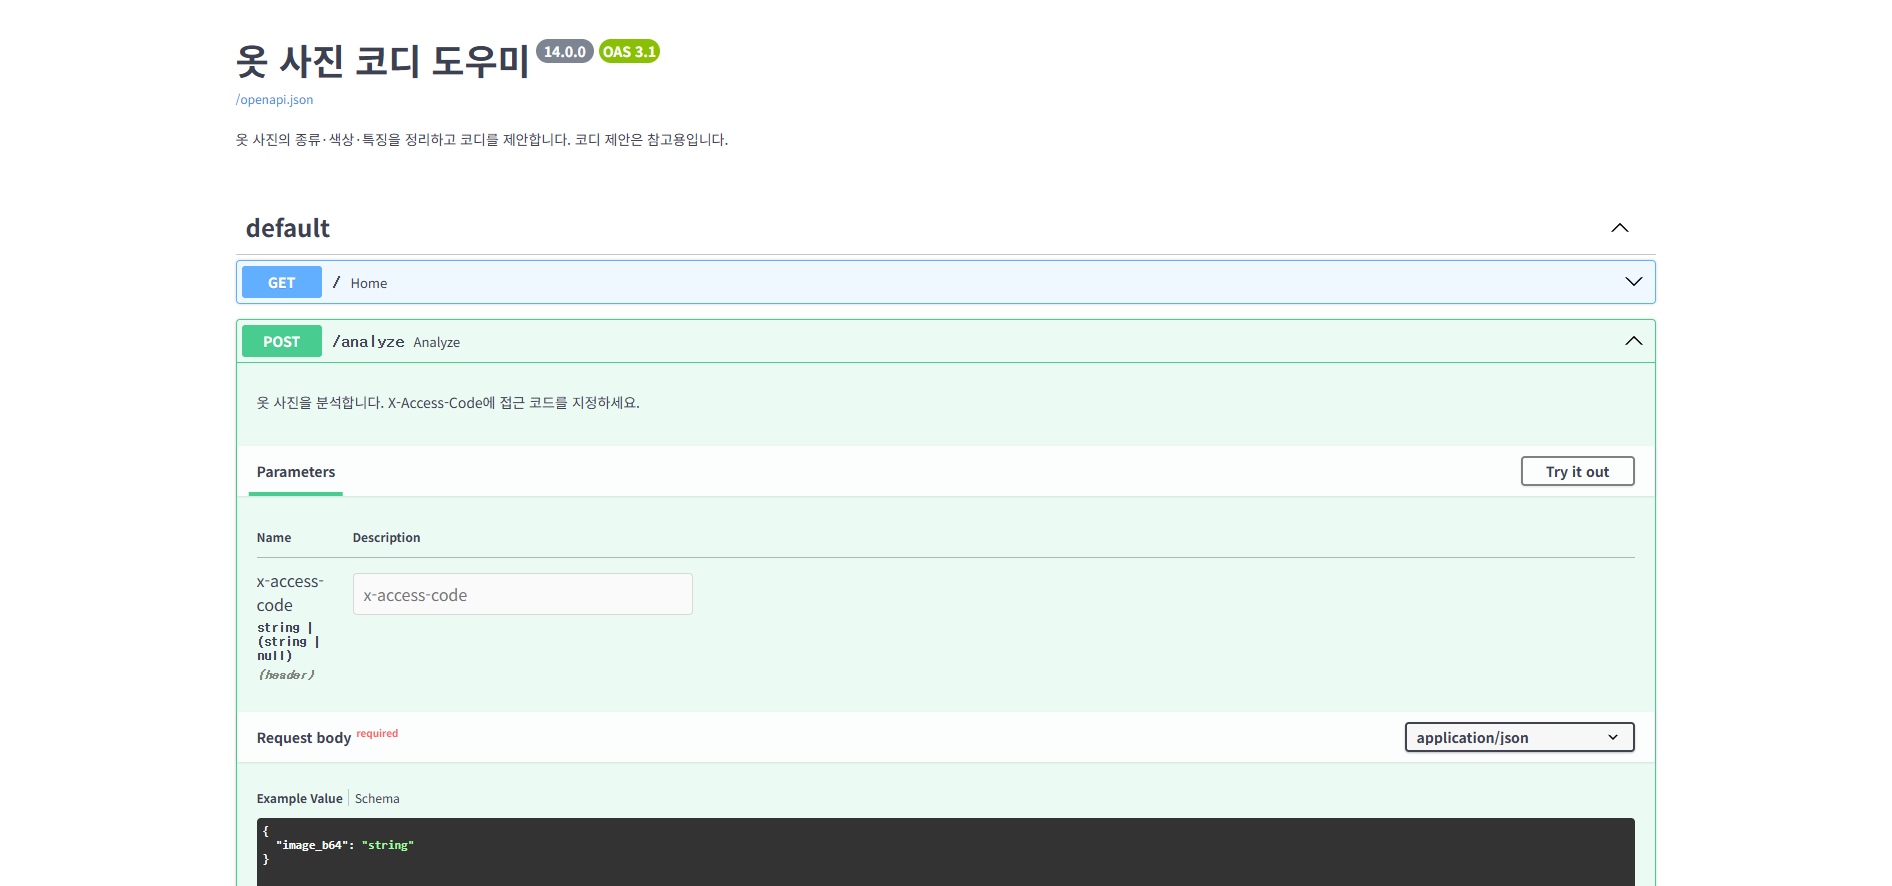 옷 사진 코디 도우미 14.0.0 OAS 3.1
/openapi.json
옷 사진의 종류·색상·특징을 정리하고 코디를 제안합니다. 코디 제안은 참고용입니다.
default
GET / Home
POST /analyze Analyze
옷 사진을 분석합니다. X-Access-Code에 접근 코드를 지정하세요.
Parameters
Try it out
Name Description
x-access-
code
string |
(string |
null)
(header)
x-access-code
Request body required
application/json
Example Value Schema
{
"image_b64": "string"
}